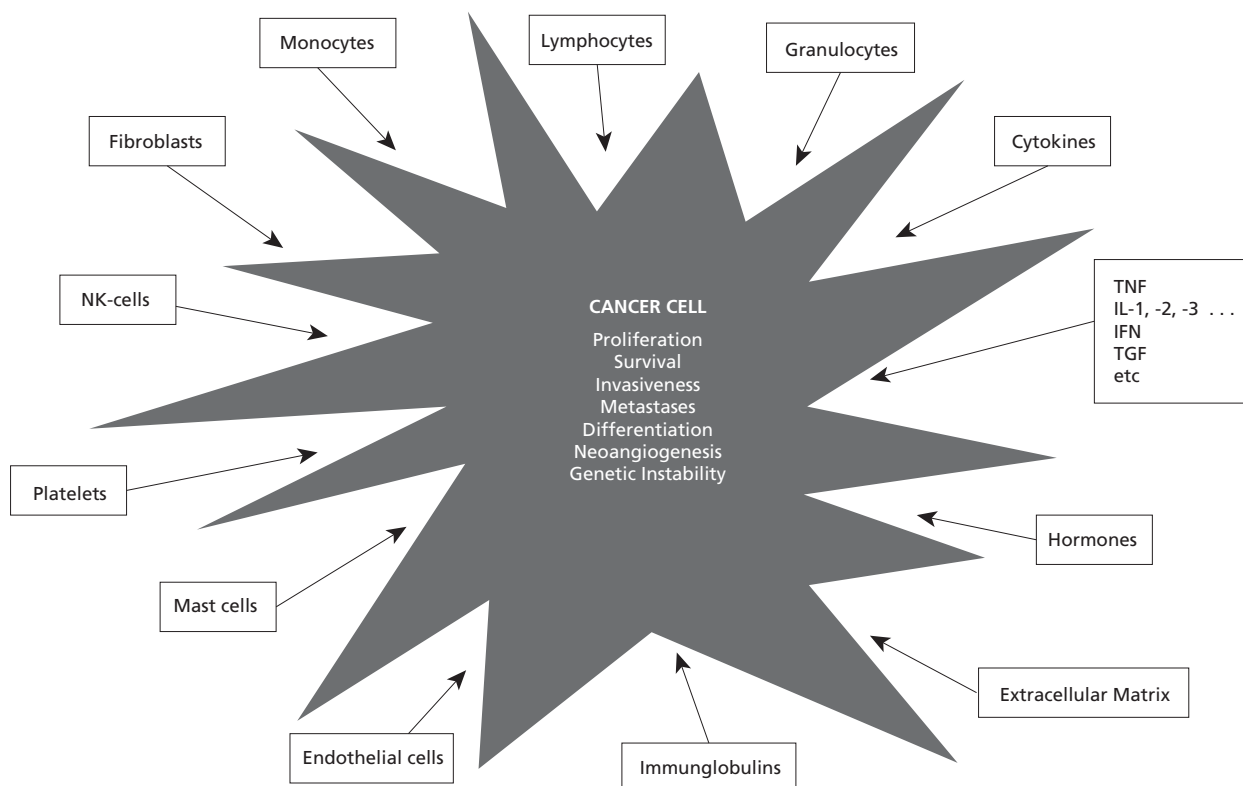 Monocytes
Lymphocytes
Granulocytes
Fibroblasts
Cytokines
NK-cells
TNF
IL-1, -2, -3 . . .
IFN
TGF
etc
CANCER CELL
Proliferation
Survival
Invasiveness
Metastases
Differentiation
Neoangiogenesis
Genetic Instability
Platelets
Hormones
Mast cells
Extracellular Matrix
Endothelial cells
Immunglobulins